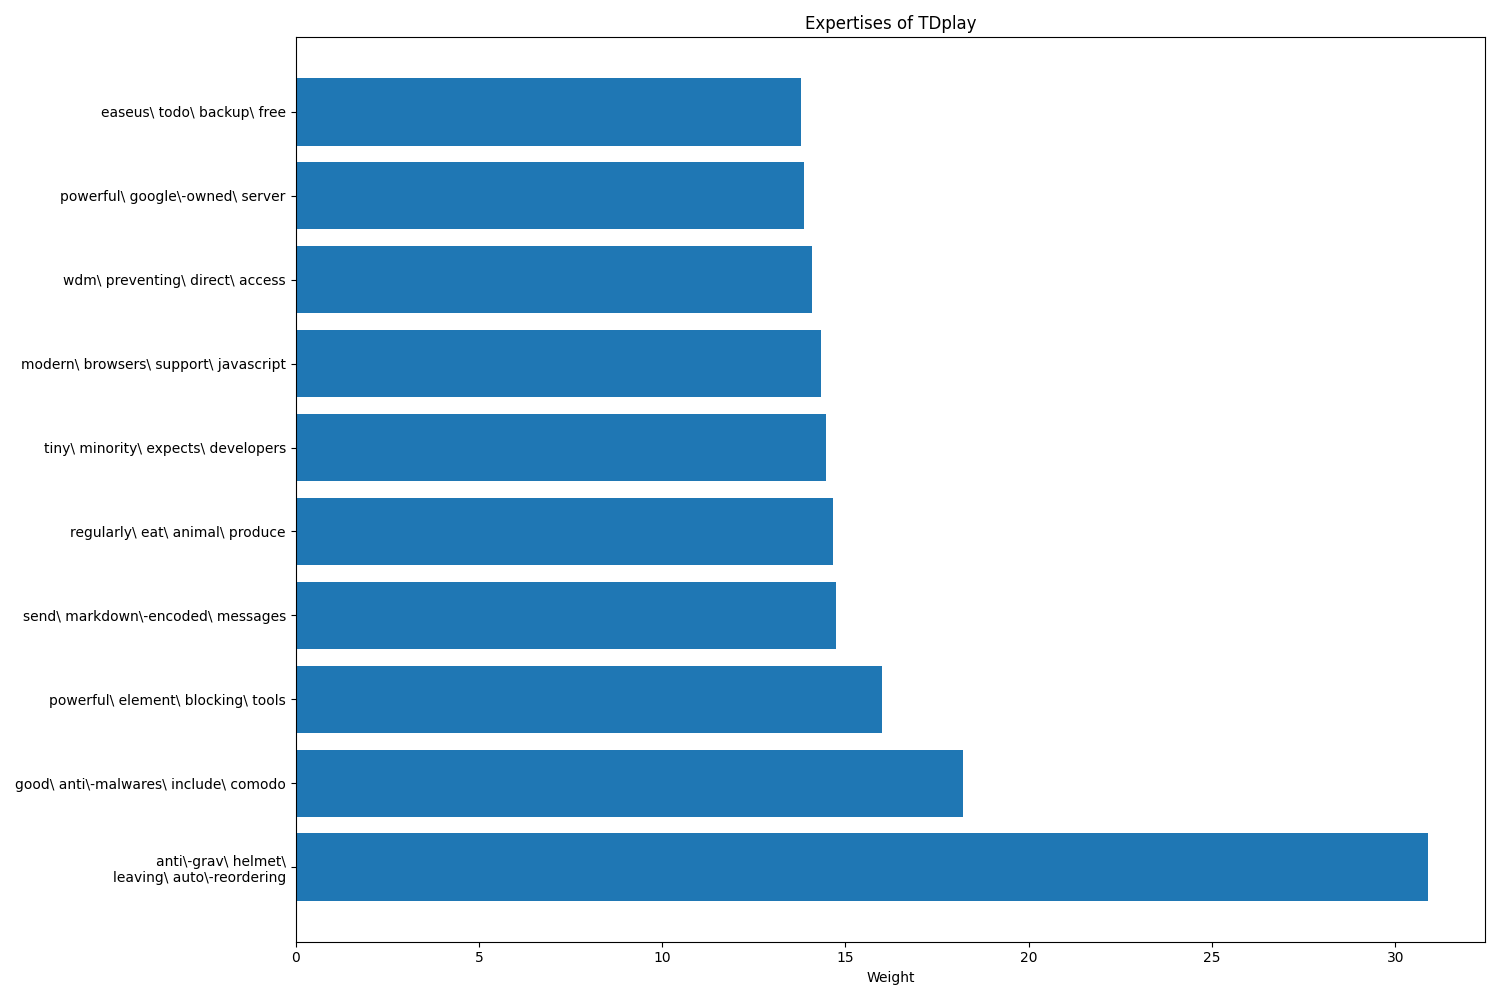 Expertises of TDplay
easeus\ todo\ backup\ free
powerful\ google\-owned\ server
wdm\ preventing\ direct\ access
modern\ browsers\ support\ javascript
tiny\ minority\ expects\ developers
regularly\ eat\ animal\ produce
send\ markdown\-encoded\ messages
powerful\ element\ blocking\ tools
good\ anti\-malwares\ include\ comodo
anti\-grav\ helmet\
leaving\ auto\-reordering
0 5 10 15 20 25 30
Weight